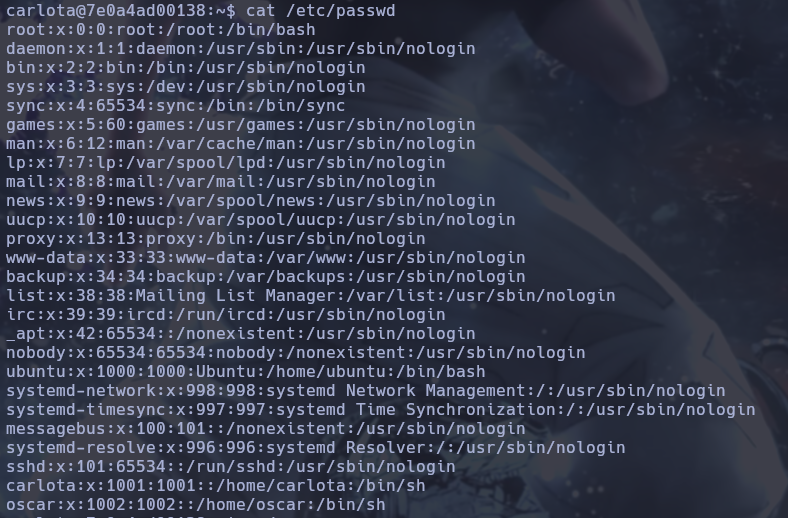 carlota@7e0a4ad00138:~$ cat /etc/passwd
root:x:0:0:root:/root:/bin/bash
daemon:x:1:1:daemon:/usr/sbin:/usr/sbin/nologin
bin:x:2:2:bin:/bin:/usr/sbin/nologin
sys:x:3:3:sys:/dev:/usr/sbin/nologin
sync:x:4:65534:sync:/bin:/bin/sync
games:x:5:60:games:/usr/games:/usr/sbin/nologin
man:x:6:12:man:/var/cache/man:/usr/sbin/nologin
lp:x:7:7:lp:/var/spool/lpd:/usr/sbin/nologin
mail:x:8:8:mail:/var/mail:/usr/sbin/nologin
news:x:9:9:news:/var/spool/news:/usr/sbin/nologin
uucp:x:10:10:uucp:/var/spool/uucp:/usr/sbin/nologin
proxy:x:13:13:proxy:/bin:/usr/sbin/nologin
www-data:x:33:33:www-data:/var/www:/usr/sbin/nologin
backup:x:34:34:backup:/var/backups:/usr/sbin/nologin
list:x:38:38:Mailing List Manager:/var/list:/usr/sbin/nologin
irc:x:39:39:ircd:/run/ircd:/usr/sbin/nologin
_apt:x:42:65534::/nonexistent:/usr/sbin/nologin
nobody:x:65534:65534:nobody:/nonexistent:/usr/sbin/nologin
ubuntu:x:1000:1000:Ubuntu:/home/ubuntu:/bin/bash
systemd-network:x:998:998:systemd Network Management:/:/usr/sbin/nologin
systemd-timesync:x:997:997:systemd Time Synchronization:/:/usr/sbin/nologin
messagebus:x:100:101::/nonexistent:/usr/sbin/nologin
systemd-resolve:x:996:996:systemd Resolver:/:/usr/sbin/nologin
sshd:x:101:65534::/run/sshd:/usr/sbin/nologin
carlota:x:1001:1001::/home/carlota:/bin/sh
oscar:x:1002:1002::/home/oscar:/bin/sh